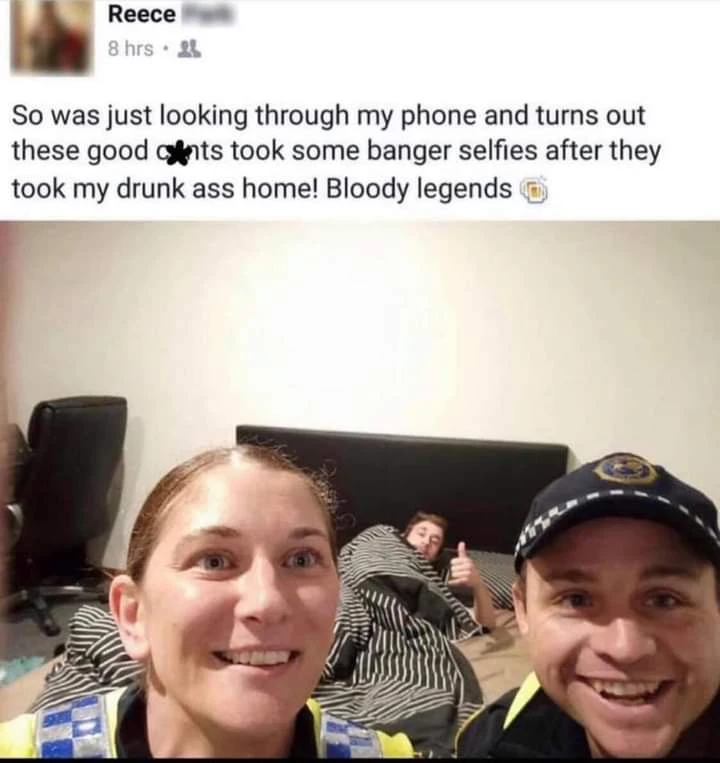 Reece
8 hrs
So was just looking through my phone and turns out
these good c★nts took some banger selfies after they
took my drunk ass home! Bloody legends 🍻